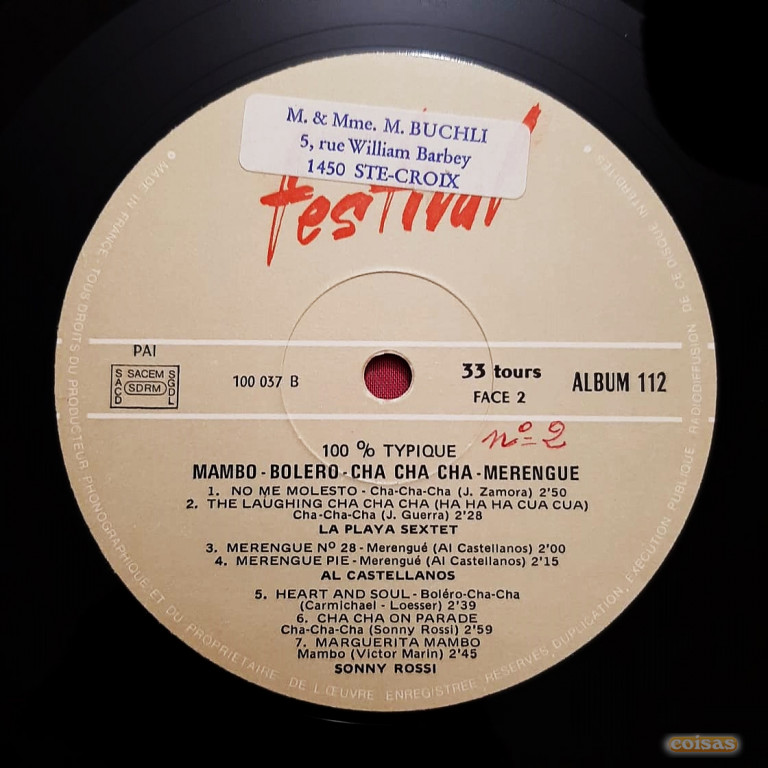 M. & Mme. M. BUCHLI
5, rue William Barbey
1450 STE-CROIX
festival
PAI
SACEM
SACD SDRM SGDL
100 037 B
33 tours
FACE 2
ALBUM 112
n° = 2
100 % TYPIQUE
MAMBO - BOLERO - CHA CHA CHA - MERENGUE
1. NO ME MOLESTO - Cha-Cha-Cha (J. Zamora) 2'50
2. THE LAUGHING CHA CHA CHA (HA HA HA CUA CUA)
Cha-Cha-Cha (J. Guerra) 2'28
LA PLAYA SEXTET
3. MERENGUE Nº 28 - Merengué (Al Castellanos) 2'00
4. MERENGUE PIE - Merengué (Al Castellanos) 2'15
AL CASTELLANOS
5. HEART AND SOUL - Boléro-Cha-Cha
(Carmichael - Loesser) 2'39
6. CHA CHA ON PARADE
Cha-Cha-Cha (Sonny Rossi) 2'59
7. MARGUERITA MAMBO
Mambo (Victor Marin) 2'45
SONNY ROSSI
• MADE IN FRANCE - TOUS DROITS DU PRODUCTEUR PHONOGRAPHIQUE ET DU PROPRIETAIRE DE L'ŒUVRE ENREGISTREE RESERVES DUPLICATION, EXECUTION PUBLIQUE RADIODIFFUSION DE CE DISQUE INTERDITES •
coisas